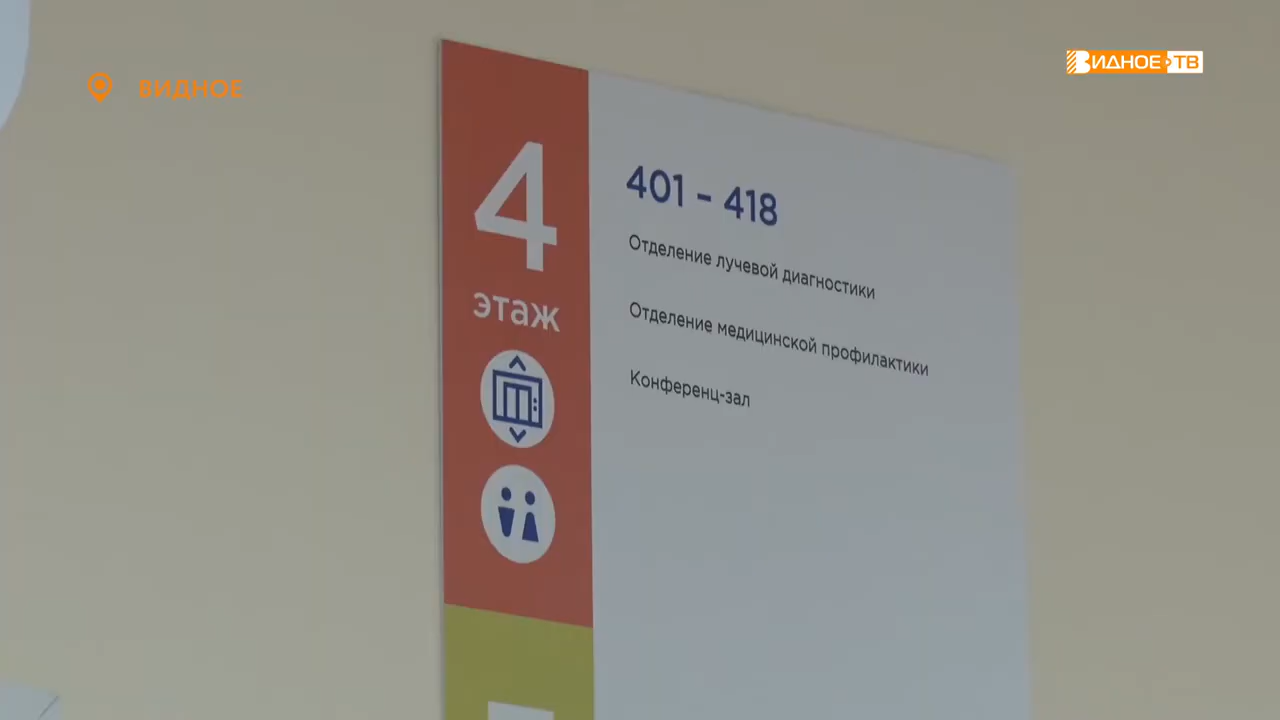 ВИДНОЕ
ВИДНОЕ ТВ
4
этаж
401 – 418
Отделение лучевой диагностики
Отделение медицинской профилактики
Конференц-зал